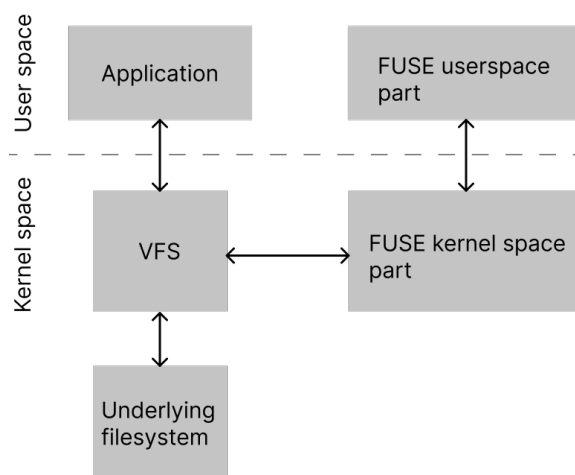 User space
Application
FUSE userspace
part
Kernel space
VFS
FUSE kernel space
part
Underlying
filesystem